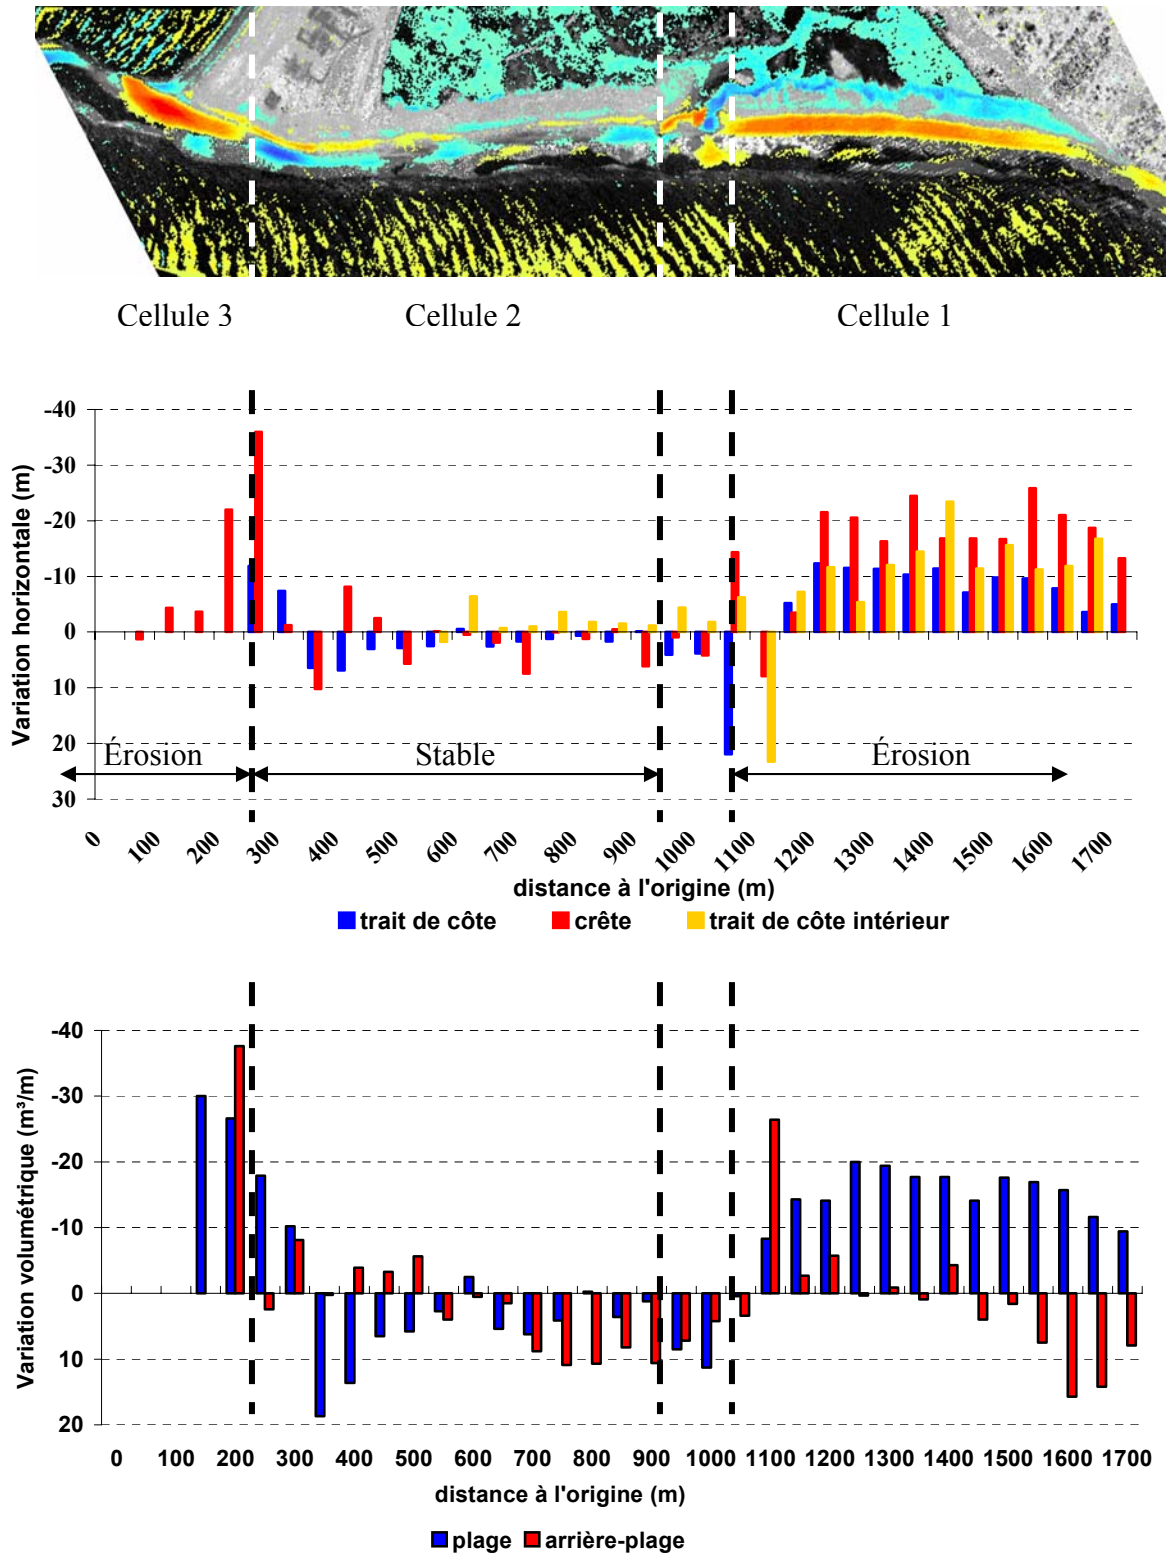 Cellule 3 Cellule 2 Cellule 1
Variation horizontale (m)
-40
-30
-20
-10
0
10
20
30
Érosion Stable Érosion
0 100 200 300 400 500 600 700 800 900 1000 1100 1200 1300 1400 1500 1600 1700
distance à l'origine (m)
trait de côte crête trait de côte intérieur
Variation volumétrique (m³/m)
-40
-30
-20
-10
0
10
20
0 100 200 300 400 500 600 700 800 900 1000 1100 1200 1300 1400 1500 1600 1700
distance à l'origine (m)
plage arrière-plage